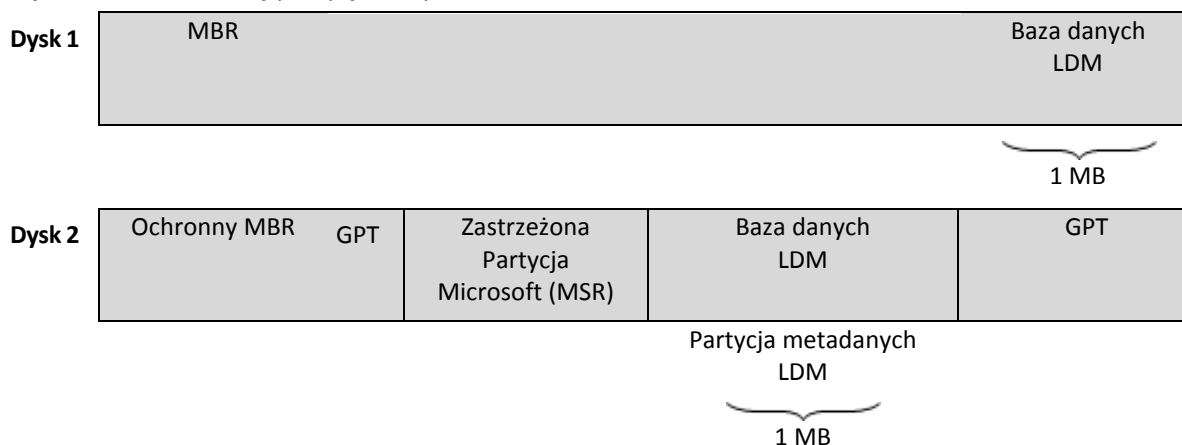 Dysk 1
MBR
Baza danych
LDM
1 MB
Dysk 2
Ochronny MBR
GPT
Zastrzeżona
Partycja
Microsoft (MSR)
Baza danych
LDM
GPT
Partycja metadanych
LDM
1 MB